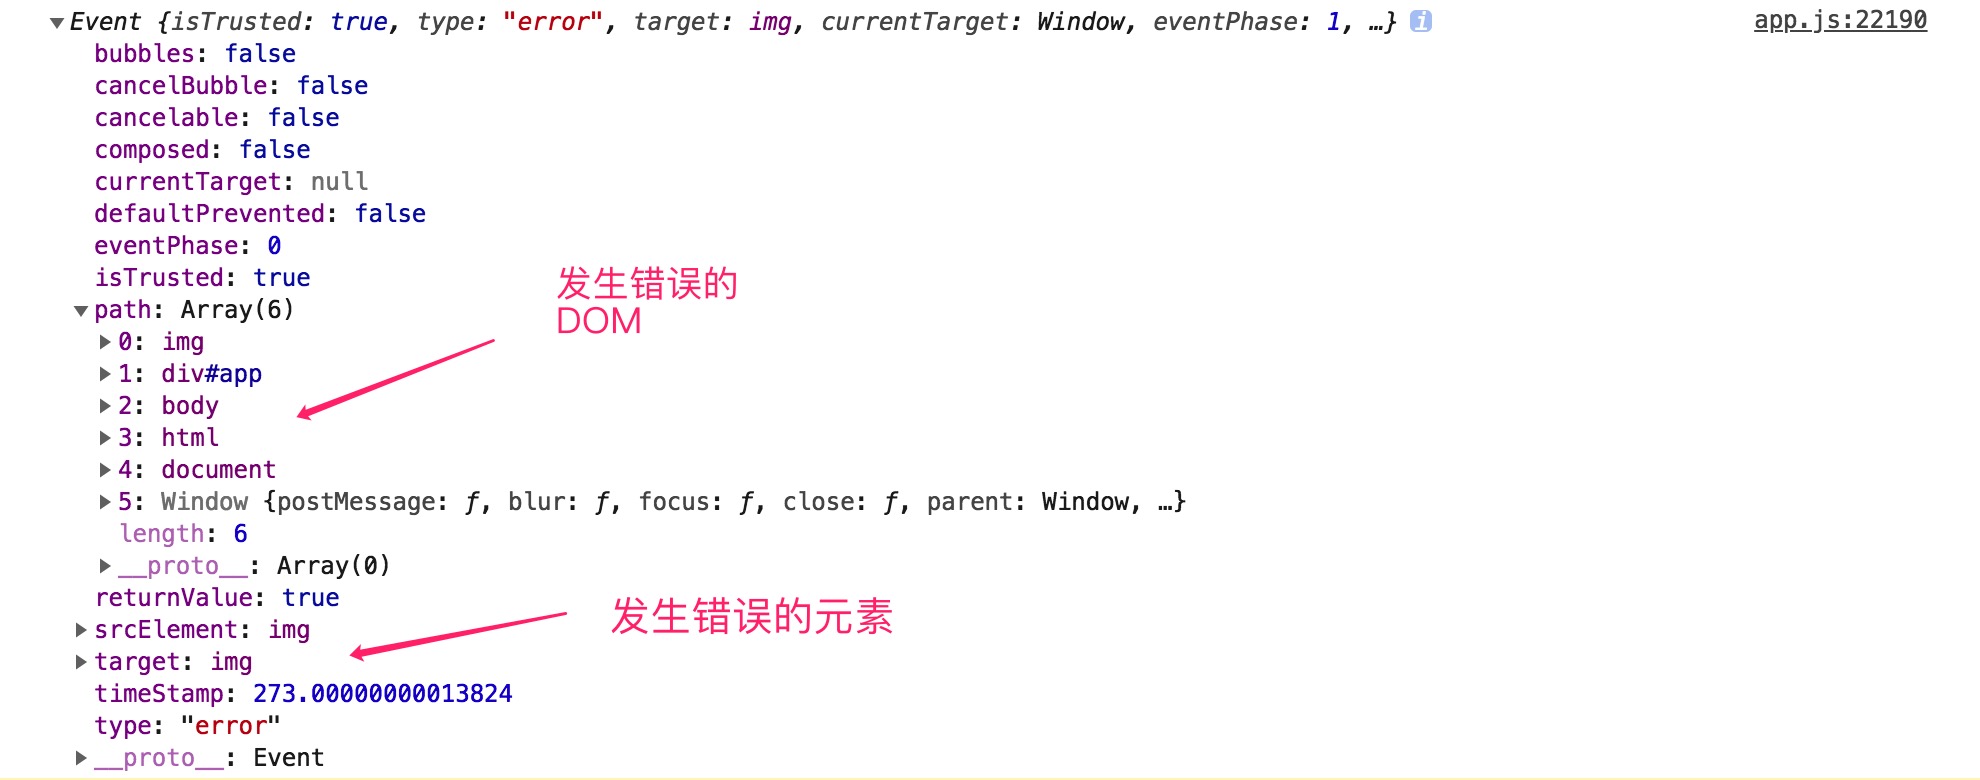 ▼Event {isTrusted: true, type: "error", target: img, currentTarget: Window, eventPhase: 1, …} i app.js:22190
bubbles: false
cancelBubble: false
cancelable: false
composed: false
currentTarget: null
defaultPrevented: false
eventPhase: 0
isTrusted: true
发生错误的
DOM
▼path: Array(6)
▶0: img
▶1: div#app
▶2: body
▶3: html
▶4: document
▶5: Window {postMessage: ƒ, blur: ƒ, focus: ƒ, close: ƒ, parent: Window, …}
length: 6
▶__proto__: Array(0)
returnValue: true
发生错误的元素
▶srcElement: img
▶target: img
timeStamp: 273.00000000013824
type: "error"
▶__proto__: Event